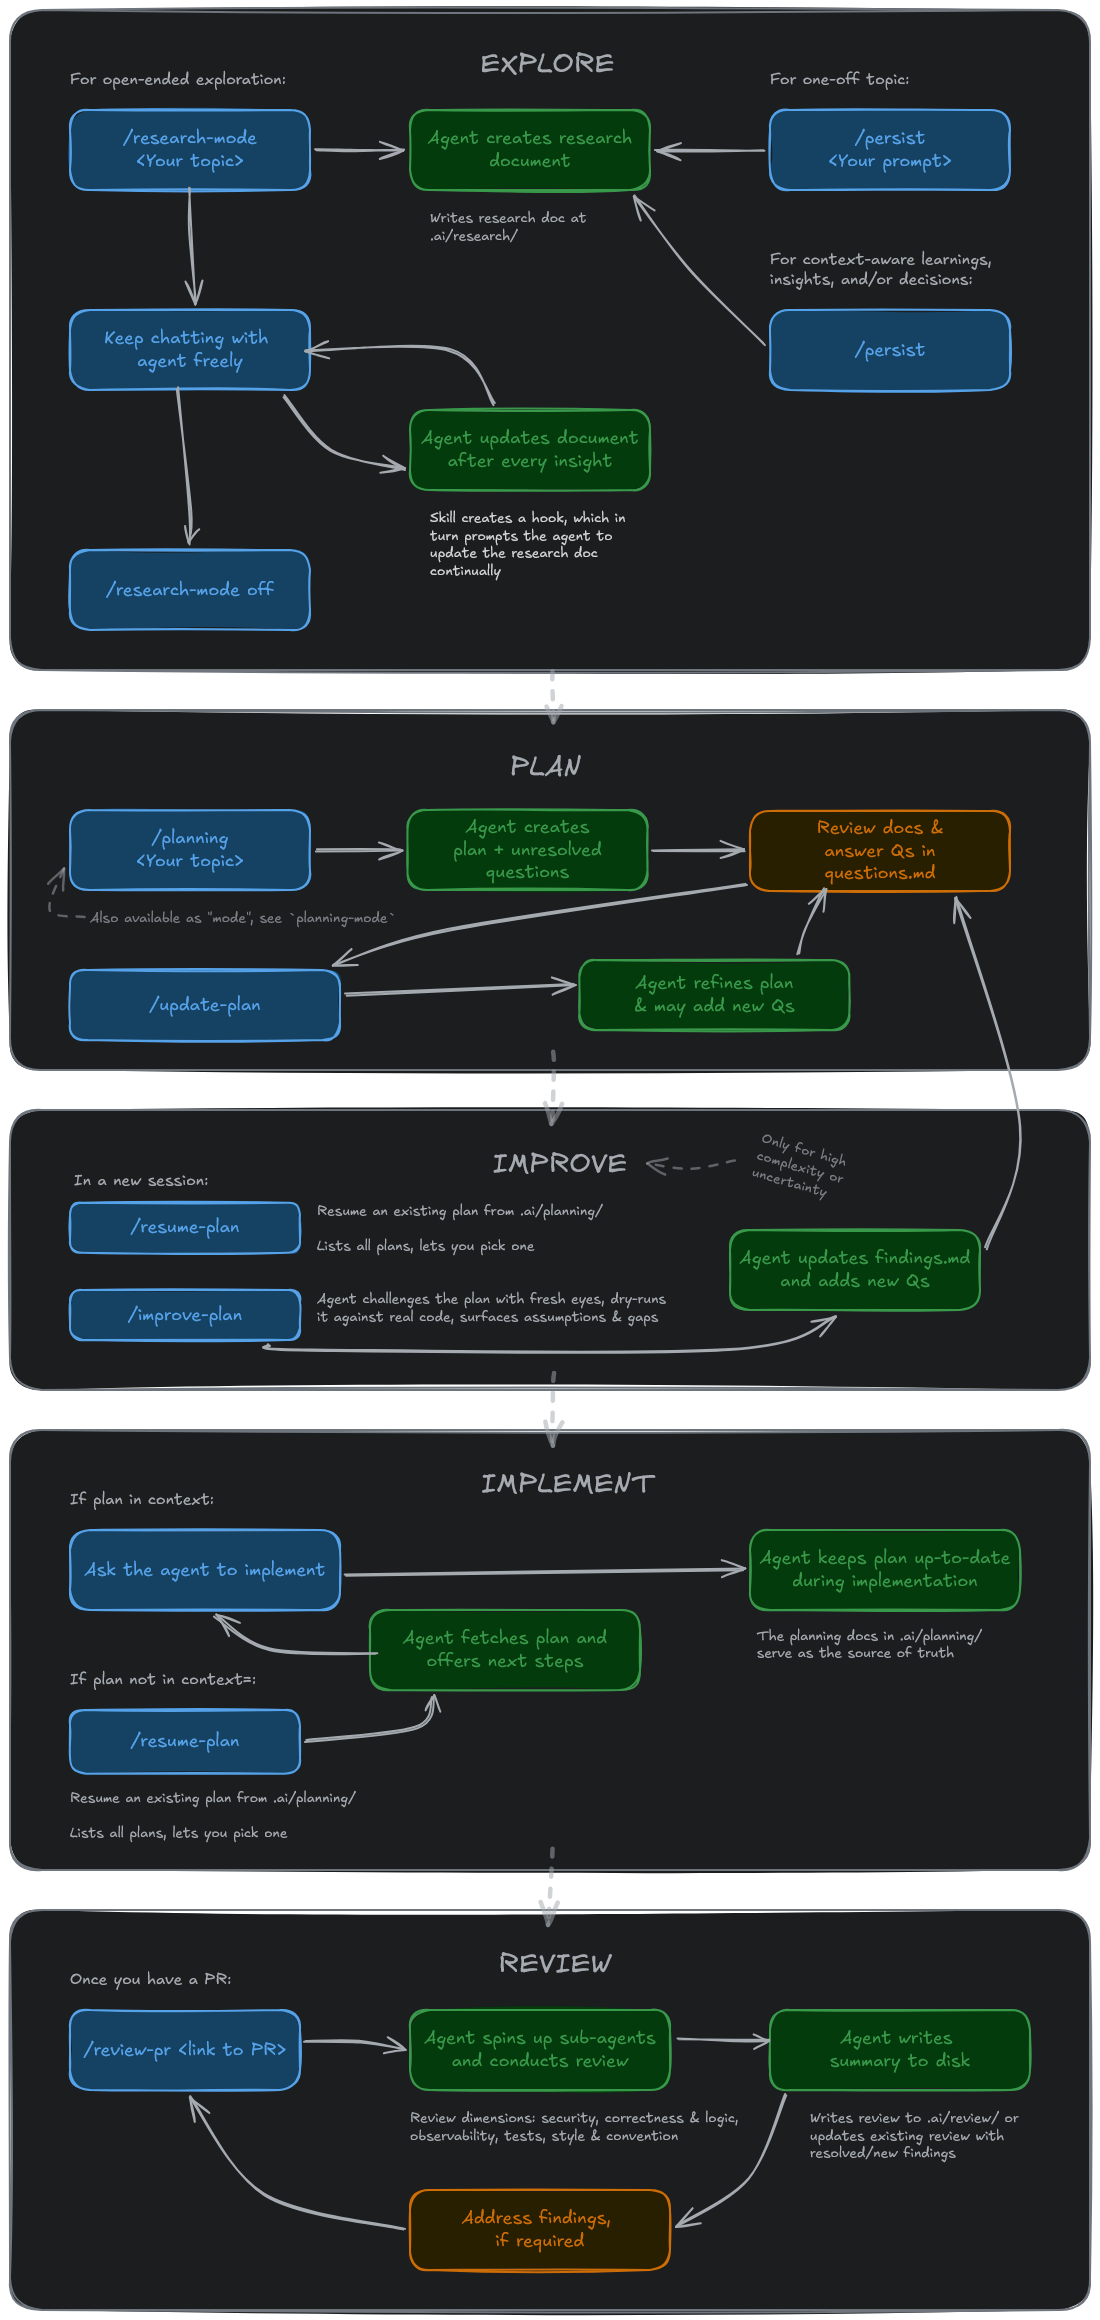 EXPLORE
For open-ended exploration:
For one-off topic:
/research-mode
<Your topic>
Agent creates research
document
/persist
<Your prompt>
Writes research doc at
.ai/research/
For context-aware learnings,
insights, and/or decisions:
Keep chatting with
agent freely
/persist
Agent updates document
after every insight
Skill creates a hook, which in
turn prompts the agent to
update the research doc
continually
/research-mode off
PLAN
/planning
<Your topic>
Agent creates
plan + unresolved
questions
Review docs &
answer Qs in
questions.md
Also available as "mode", see `planning-mode`
/update-plan
Agent refines plan
& may add new Qs
IMPROVE
Only for high
complexity or
uncertainty
In a new session:
/resume-plan
Resume an existing plan from .ai/planning/
Lists all plans, lets you pick one
Agent updates findings.md
and adds new Qs
/improve-plan
Agent challenges the plan with fresh eyes, dry-runs
it against real code, surfaces assumptions & gaps
IMPLEMENT
If plan in context:
Ask the agent to implement
Agent keeps plan up-to-date
during implementation
Agent fetches plan and
offers next steps
The planning docs in .ai/planning/
serve as the source of truth
If plan not in context=:
/resume-plan
Resume an existing plan from .ai/planning/
Lists all plans, lets you pick one
REVIEW
Once you have a PR:
/review-pr <link to PR>
Agent spins up sub-agents
and conducts review
Agent writes
summary to disk
Review dimensions: security, correctness & logic,
observability, tests, style & convention
Writes review to .ai/review/ or
updates existing review with
resolved/new findings
Address findings,
if required